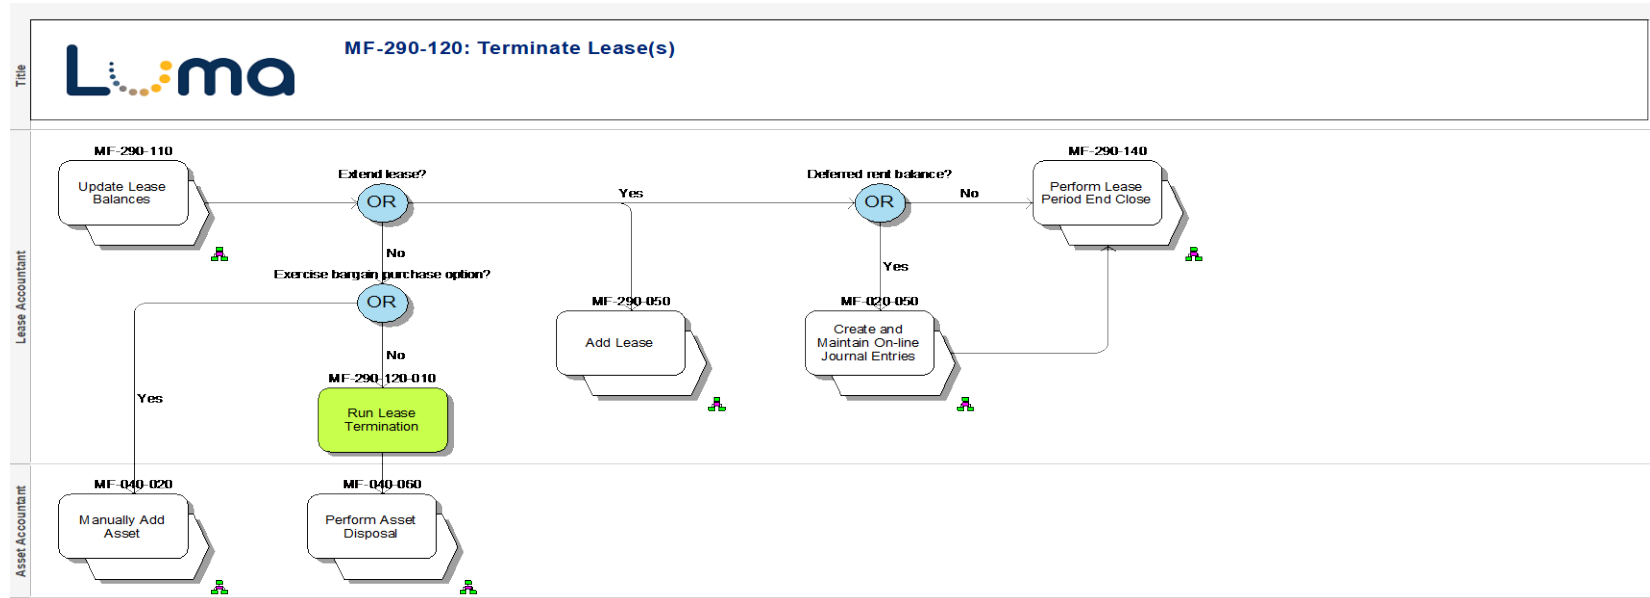 Title
Luma
MF-290-120: Terminate Lease(s)
Lease Accountant
MF-290-110
Update Lease
Balances
Extend lease?
OR
Yes
No
Exercise bargain purchase option?
OR
Yes
No
MF-290-120-010
Run Lease
Termination
MF-290-050
Add Lease
Deferred rent balance?
OR
No
Yes
MF-020-050
Create and
Maintain On-line
Journal Entries
MF-290-140
Perform Lease
Period End Close
Asset Accountant
MF-040-020
Manually Add
Asset
MF-040-060
Perform Asset
Disposal